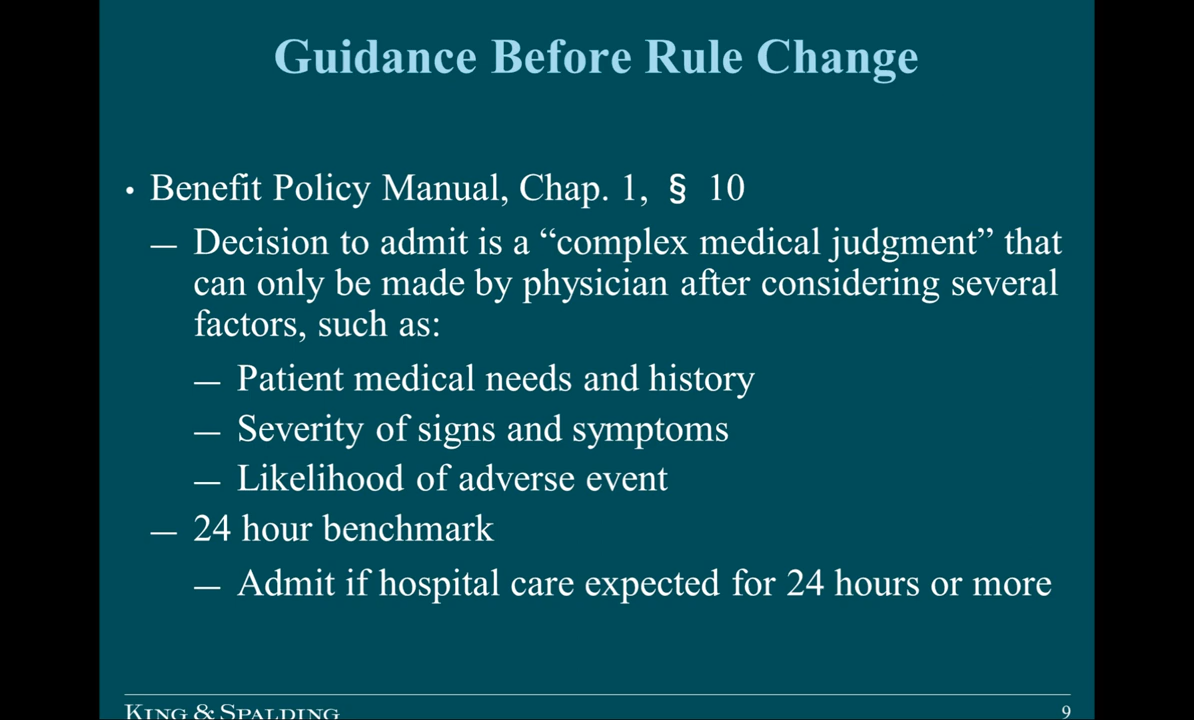 Guidance Before Rule Change
• Benefit Policy Manual, Chap. 1, § 10
— Decision to admit is a “complex medical judgment” that
can only be made by physician after considering several
factors, such as:
— Patient medical needs and history
— Severity of signs and symptoms
— Likelihood of adverse event
— 24 hour benchmark
— Admit if hospital care expected for 24 hours or more
KING & SPALDING
9